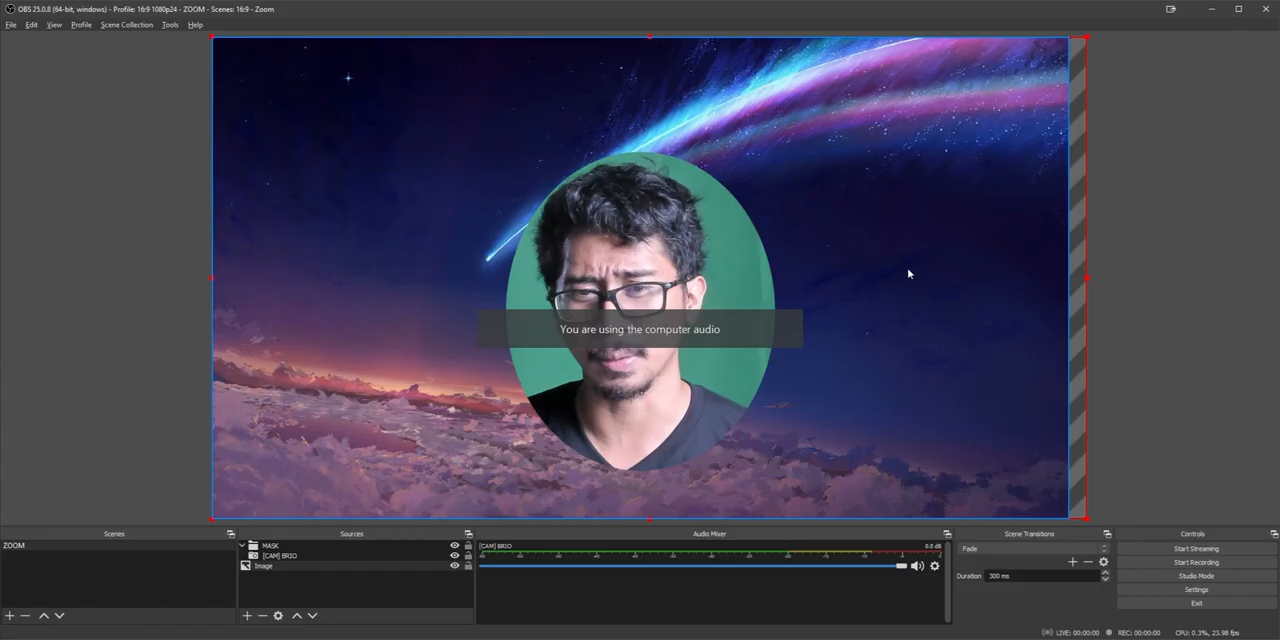 OBS 25.0.8 (64-bit, windows) - Profile: 16:9 1080p24 - ZOOM - Scenes: 16:9 - Zoom
File Edit View Profile Scene Collection Tools Help
You are using the computer audio
Scenes
Sources
Audio Mixer
Scene Transitions
Controls
ZOOM
MASK
[CAM] BRIO
Image
[CAM] BRIO 0.0 dB
Fade
Duration 300 ms
Start Streaming
Start Recording
Studio Mode
Settings
Exit
LIVE: 00:00:00 REC: 00:00:00 CPU: 0.3%, 23.98 fps